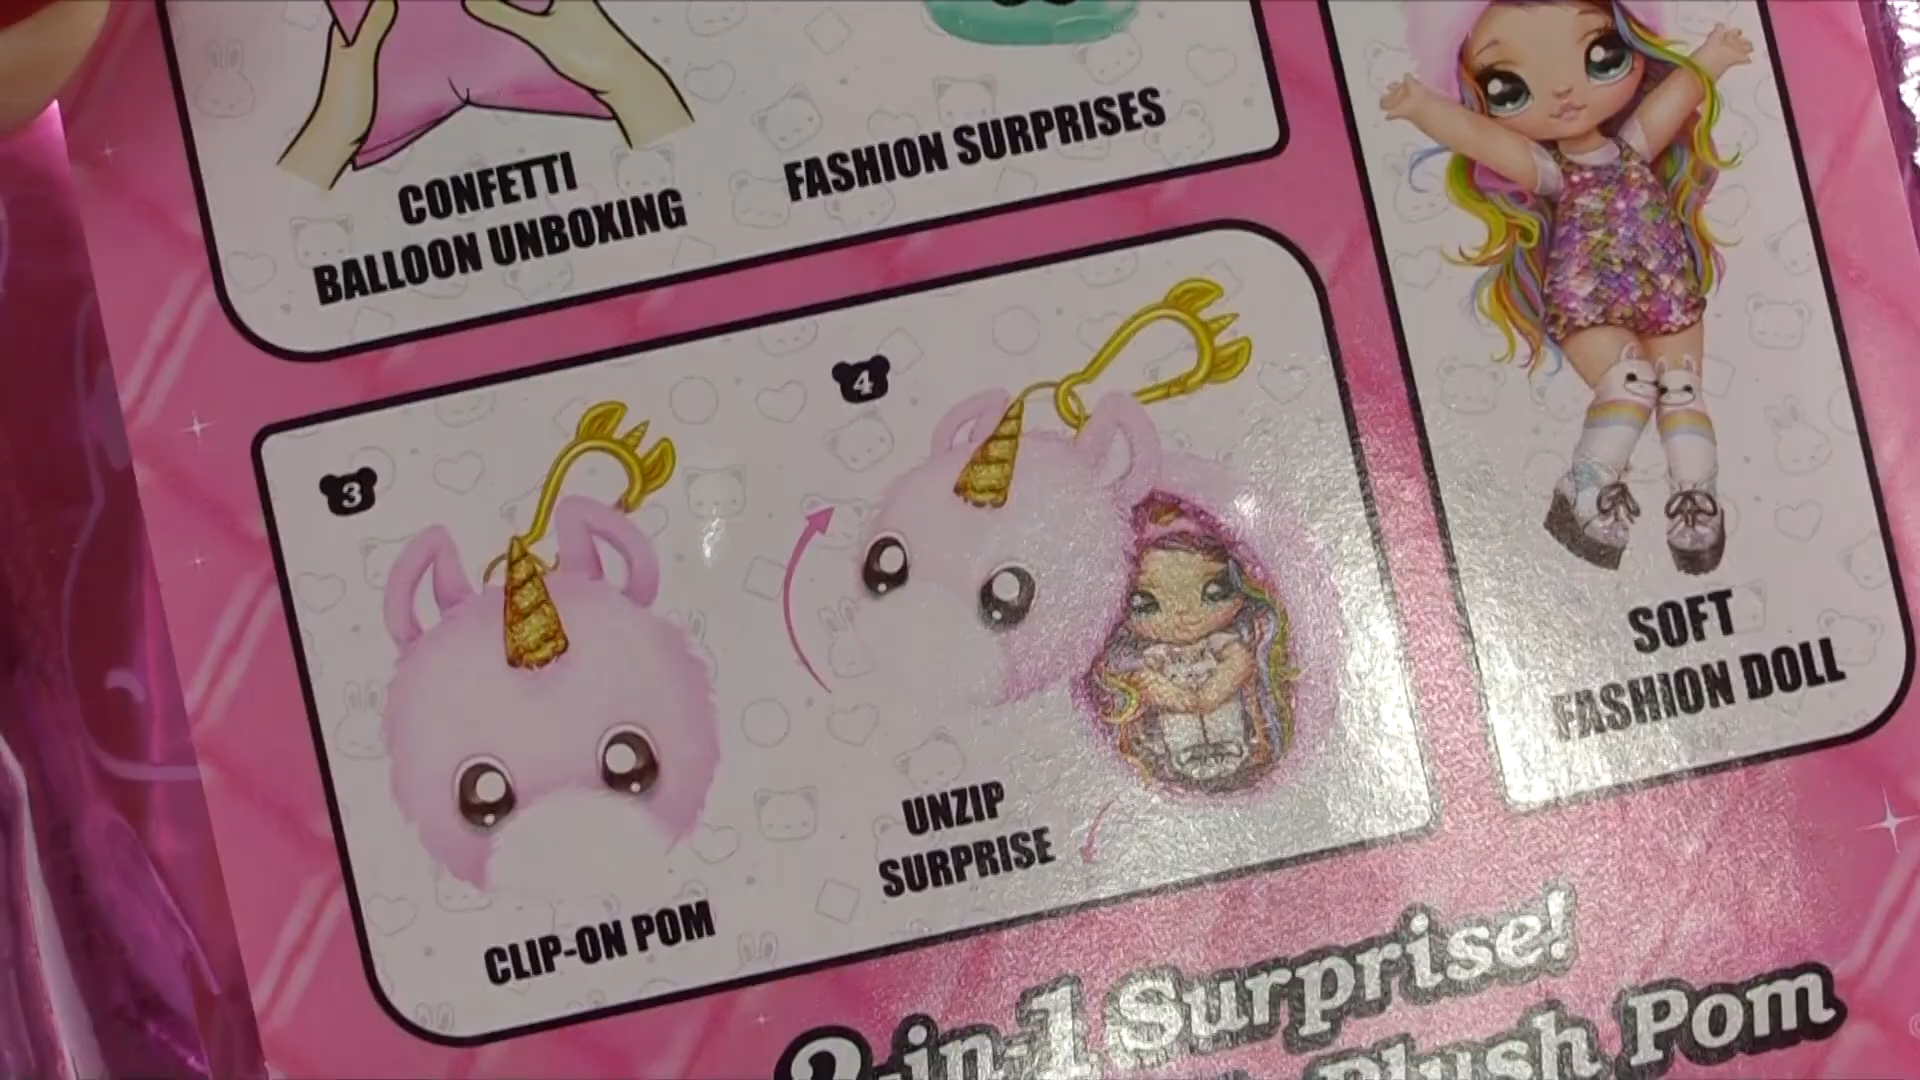 CONFETTI
BALLOON UNBOXING
FASHION SURPRISES
3
CLIP-ON POM
4
UNZIP
SURPRISE
SOFT
FASHION DOLL
2-in-1 Surprise!
Plush Pom